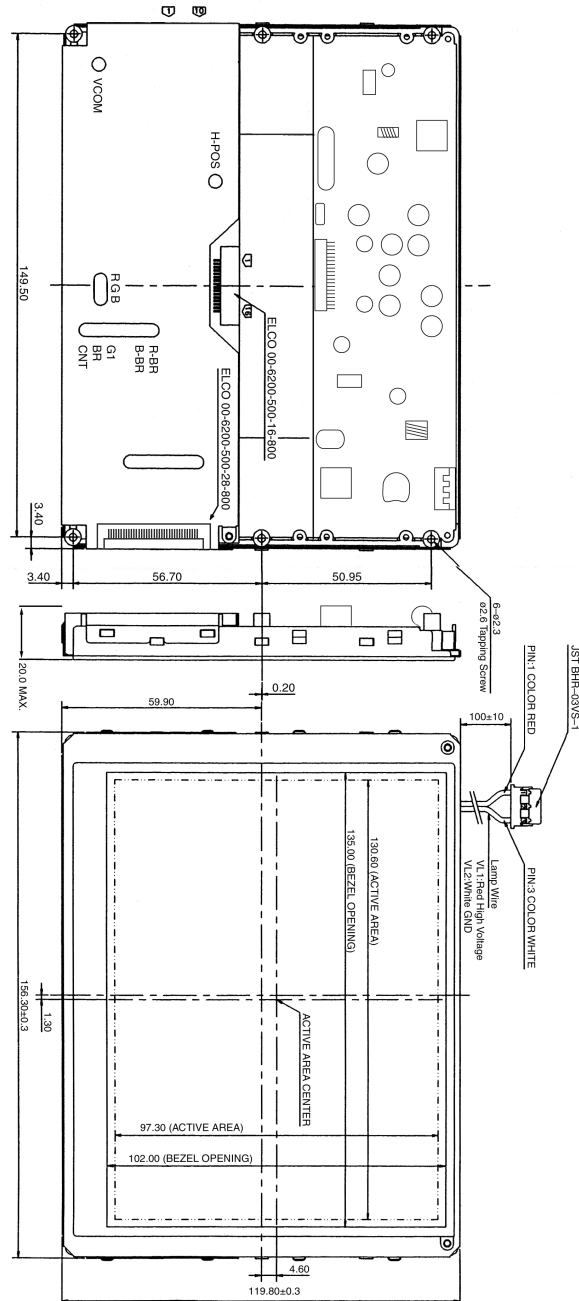 1
10
VCOM
H-POS
1
16
R G B
R-BR
B-BR
G1
BR
CNT
ELCO 00-6200-500-16-800
ELCO 00-6200-500-28-800
149.50
3.40
3.40
56.70
50.95
6-ø2.3
ø2.6 Tapping Screw
20.0 MAX.
0.20
59.90
JST BHR-03VS-1
PIN:1 COLOR RED
PIN:3 COLOR WHITE
100±10
Lamp Wire
VL1:Red High Voltage
VL2:White GND
130.60 (ACTIVE AREA)
135.00 (BEZEL OPENING)
ACTIVE AREA CENTER
97.30 (ACTIVE AREA)
102.00 (BEZEL OPENING)
156.30±0.3
1.30
4.60
119.80±0.3